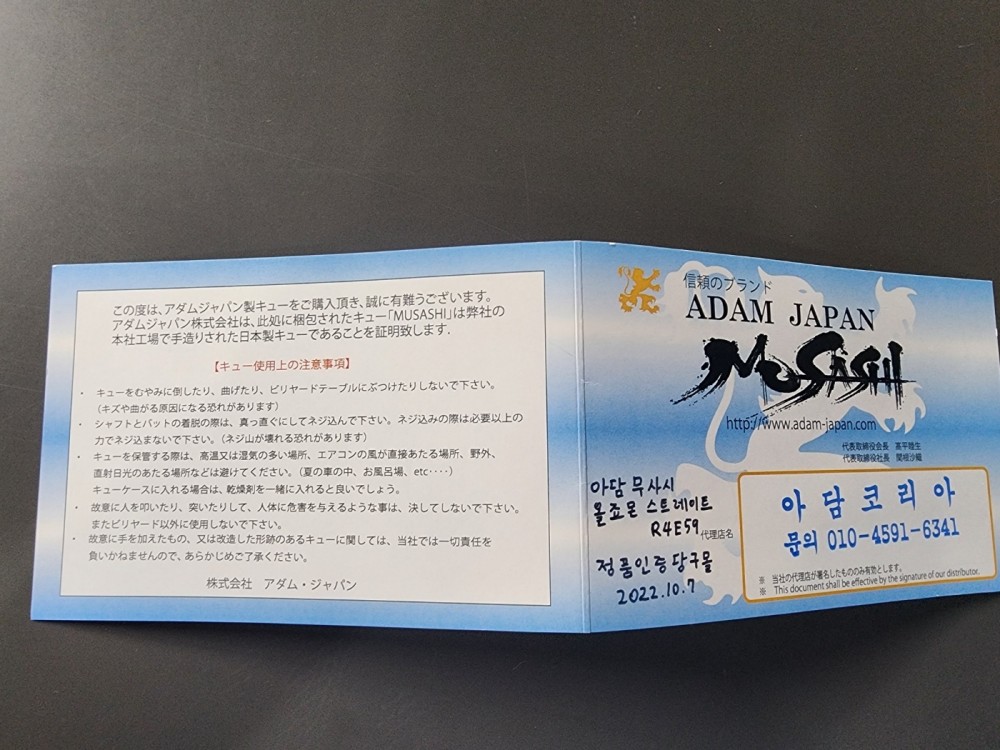 この度は、アダムジャパン製キューをご購入頂き、誠に有難うございます。
アダムジャパン株式会社は、此処に梱包されたキュー「MUSASHI」は弊社の
本社工場で手造りされた日本製キューであることを証明致します.
【キュー使用上の注意事項】
・ キューをむやみに倒したり、曲げたり、ビリヤードテーブルにぶつけたりしないで下さい。
（キズや曲がる原因になる恐れがあります）
・ シャフトとバットの着脱の際は、真っ直ぐにしてネジ込んで下さい。ネジ込みの際は必要以上の
力でネジ込まないで下さい。（ネジ山が壊れる恐れがあります）
・ キューを保管する際は、高温又は湿気の多い場所、エアコンの風が直接あたる場所、野外、
直射日光のあたる場所などは避けてください。（夏の車の中、お風呂場、etc････）
キューケースに入れる場合は、乾燥剤を一緒に入れると良いでしょう。
・ 故意に人を叩いたり、突いたりして、人体に危害を与えるような事は、決してしないで下さい。
またビリヤード以外に使用しないで下さい。
・ 故意に手を加えたもの、又は改造した形跡のあるキューに関しては、当社では一切責任を
負いかねませんので、あらかじめご了承ください。
株式会社 アダム・ジャパン
信頼のブランド
ADAM JAPAN
MUSASHI
http://www.adam-japan.com
代表取締役会長 高平睦生
代表取締役社長 関根沙織
아담 무사시
올죠몬 스트레이트
R4E59
代理店名
정품인증당구몰
2022.10.7
아담코리아
문의 010-4591-6341
※ 当社の代理店が署名したもののみ有効とします。
※ This document shall be effective by the signature of our distributor.